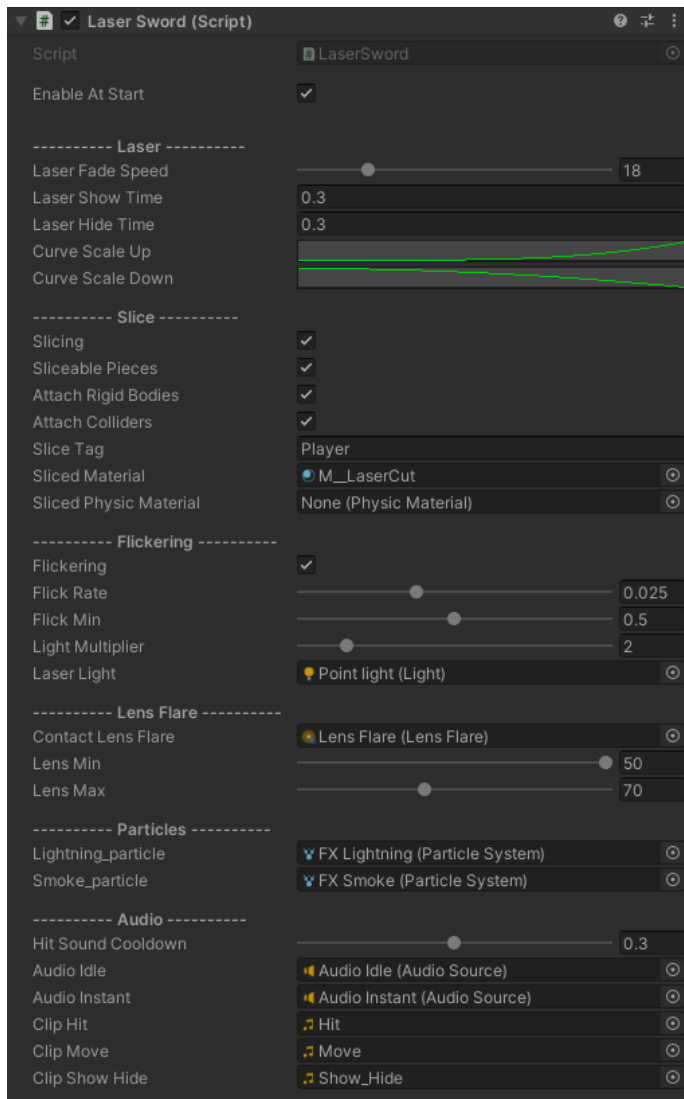 Laser Sword (Script)
Script LaserSword
Enable At Start
---------- Laser ----------
Laser Fade Speed 18
Laser Show Time 0.3
Laser Hide Time 0.3
Curve Scale Up
Curve Scale Down
---------- Slice ----------
Slicing
Sliceable Pieces
Attach Rigid Bodies
Attach Colliders
Slice Tag Player
Sliced Material M__LaserCut
Sliced Physic Material None (Physic Material)
---------- Flickering ----------
Flickering
Flick Rate 0.025
Flick Min 0.5
Light Multiplier 2
Laser Light Point light (Light)
---------- Lens Flare ----------
Contact Lens Flare Lens Flare (Lens Flare)
Lens Min 50
Lens Max 70
---------- Particles ----------
Lightning_particle FX Lightning (Particle System)
Smoke_particle FX Smoke (Particle System)
---------- Audio ----------
Hit Sound Cooldown 0.3
Audio Idle Audio Idle (Audio Source)
Audio Instant Audio Instant (Audio Source)
Clip Hit Hit
Clip Move Move
Clip Show Hide Show_Hide